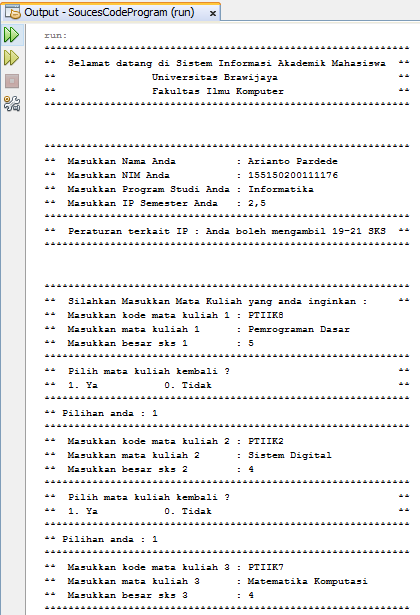 Output - SoucesCodeProgram (run)
run:
*************************************************************
**  Selamat datang di Sistem Informasi Akademik Mahasiswa  **
**                Universitas Brawijaya                    **
**                Fakultas Ilmu Komputer                   **
*************************************************************
*************************************************************
**  Masukkan Nama Anda          : Arianto Pardede
**  Masukkan NIM Anda           : 155150200111176
**  Masukkan Program Studi Anda : Informatika
**  Masukkan IP Semester Anda   : 2,5
*************************************************************
**  Peraturan terkait IP : Anda boleh mengambil 19-21 SKS  **
*************************************************************
*************************************************************
**  Silahkan Masukkan Mata Kuliah yang anda inginkan :     **
**  Masukkan kode mata kuliah 1 : PTIIK8
**  Masukkan mata kuliah 1      : Pemrograman Dasar
**  Masukkan besar sks 1        : 5
*************************************************************
**  Pilih mata kuliah kembali ?                            **
**  1. Ya           0. Tidak                               **
*************************************************************
** Pilihan anda : 1
*************************************************************
**  Masukkan kode mata kuliah 2 : PTIIK2
**  Masukkan mata kuliah 2      : Sistem Digital
**  Masukkan besar sks 2        : 4
*************************************************************
**  Pilih mata kuliah kembali ?                            **
**  1. Ya           0. Tidak                               **
*************************************************************
** Pilihan anda : 1
*************************************************************
**  Masukkan kode mata kuliah 3 : PTIIK7
**  Masukkan mata kuliah 3      : Matematika Komputasi
**  Masukkan besar sks 3        : 4
*************************************************************